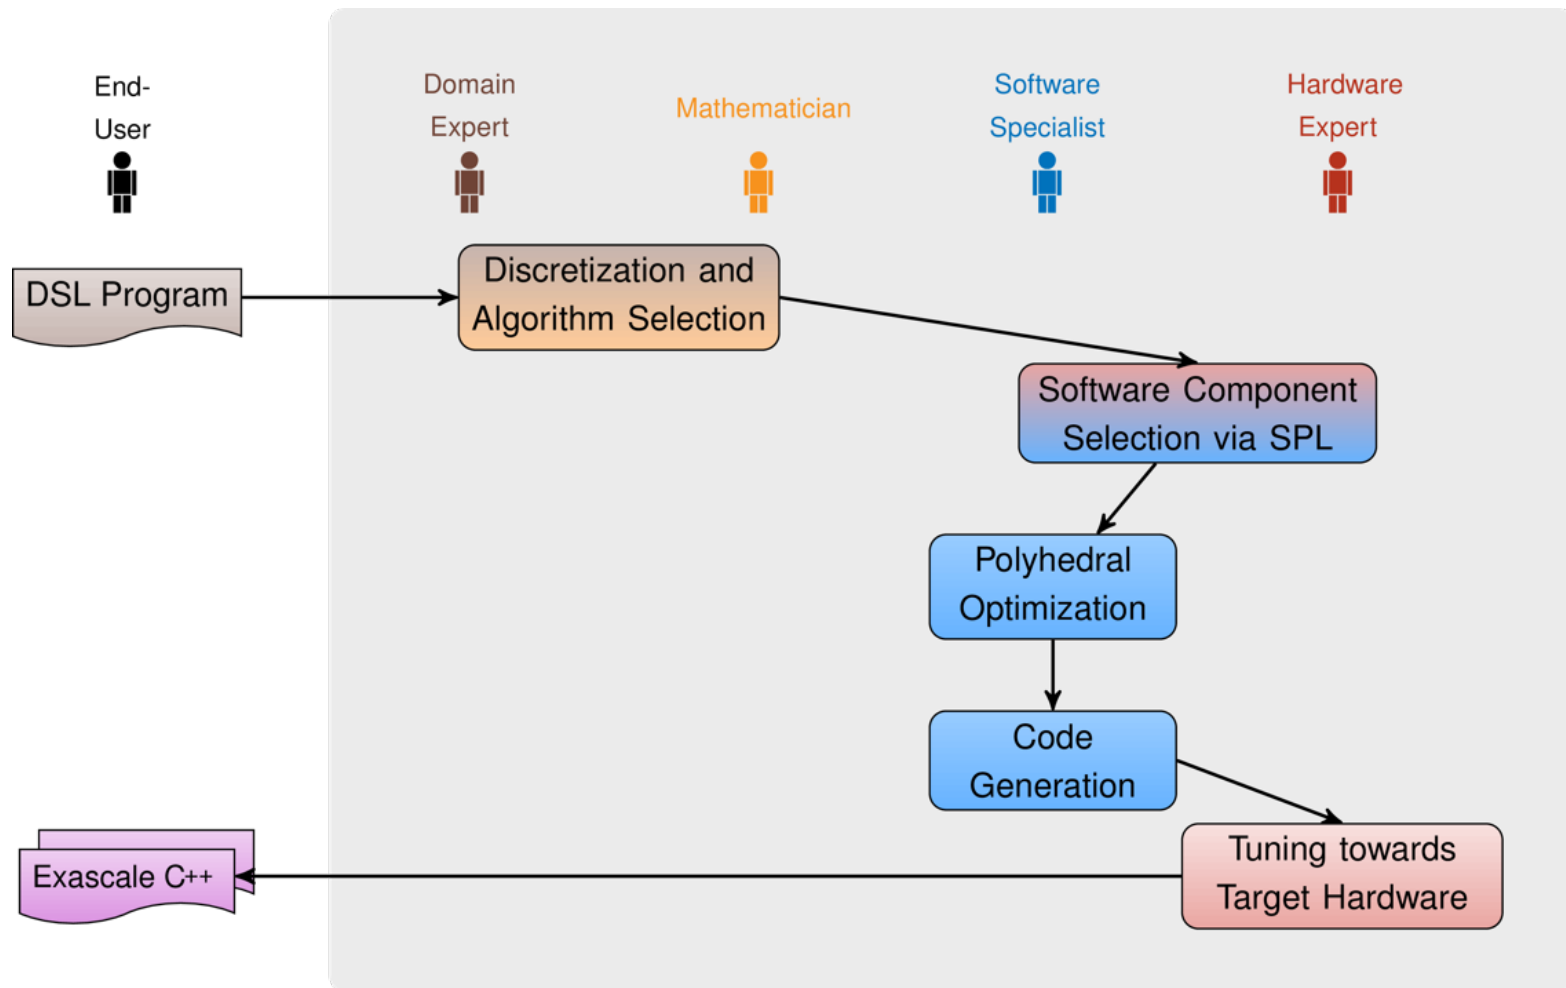 End-
User
Domain
Expert
Mathematician
Software
Specialist
Hardware
Expert
DSL Program
Discretization and
Algorithm Selection
Software Component
Selection via SPL
Polyhedral
Optimization
Code
Generation
Tuning towards
Target Hardware
Exascale C++